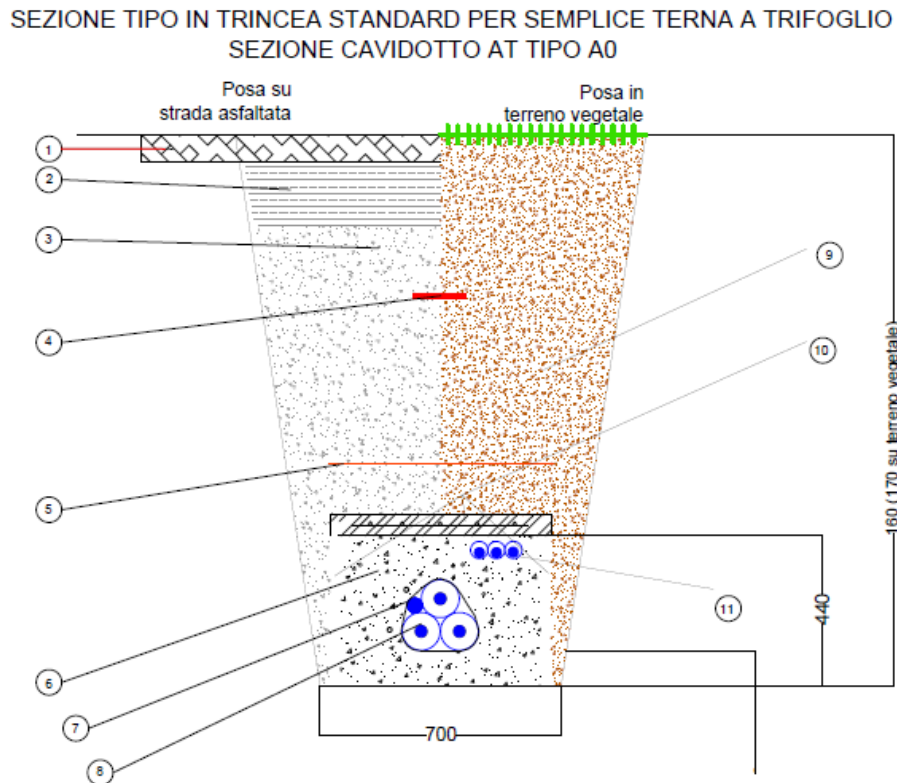 SEZIONE TIPO IN TRINCEA STANDARD PER SEMPLICE TERNA A TRIFOGLIO
SEZIONE CAVIDOTTO AT TIPO A0
Posa su
strada asfaltata
Posa in
terreno vegetale
1
2
3
4
5
6
7
8
9
10
11
160 (170 su terreno vegetale)
440
700